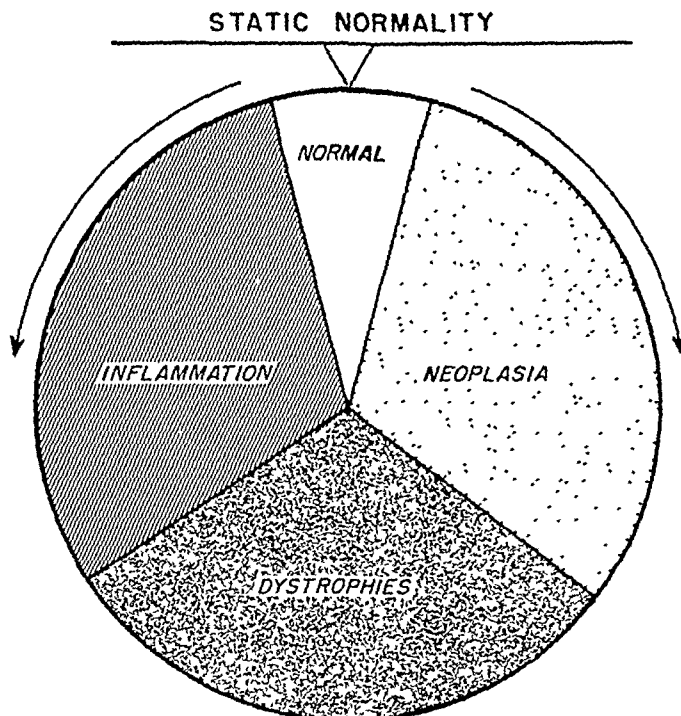 STATIC NORMALITY
NORMAL
INFLAMMATION
NEOPLASIA
DYSTROPHIES